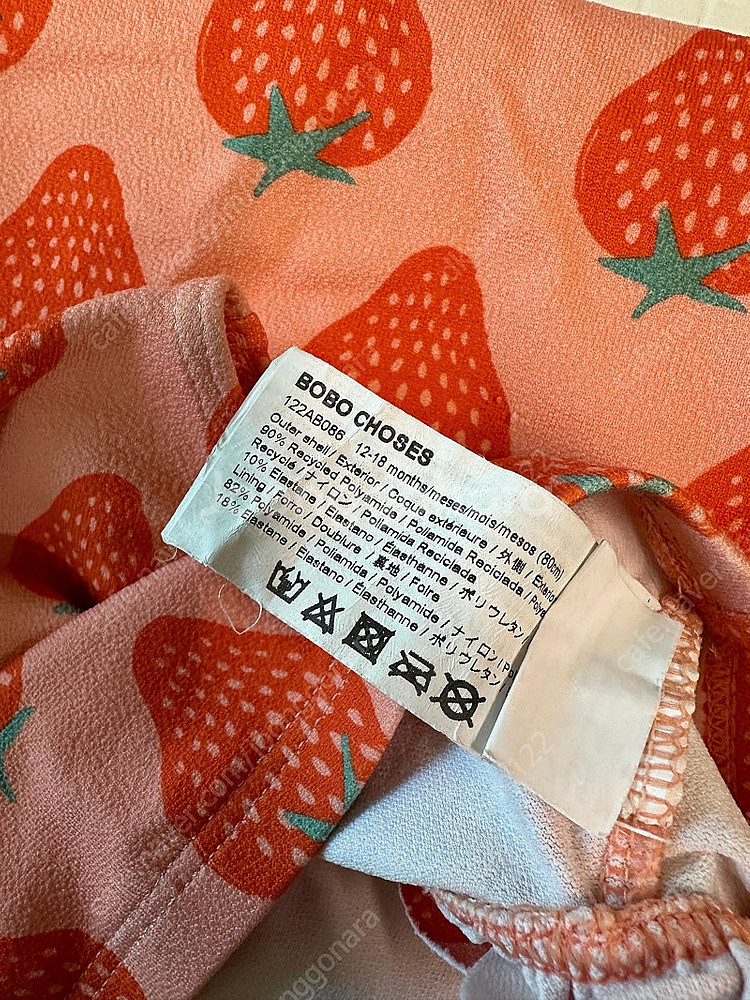 BOBO CHOSES
122AB086 12-18 months/meses/mois/mesos (80cm)
Outer shell / Exterior / Coque extérieure / 外側 / Exterior
90% Recycled Polyamide / Poliamida Reciclada / Polya
Recyclé / ナイロン / Poliamida Reciclada
10% Elastane / Elastano / Élasthanne / ポリウレタン
Lining / Forro / Doublure / 裏地 / Folre
82% Polyamide / Poliamida / Polyamide / ナイロン / Po
18% Elastane / Elastano / Élasthanne / ポリウレタン